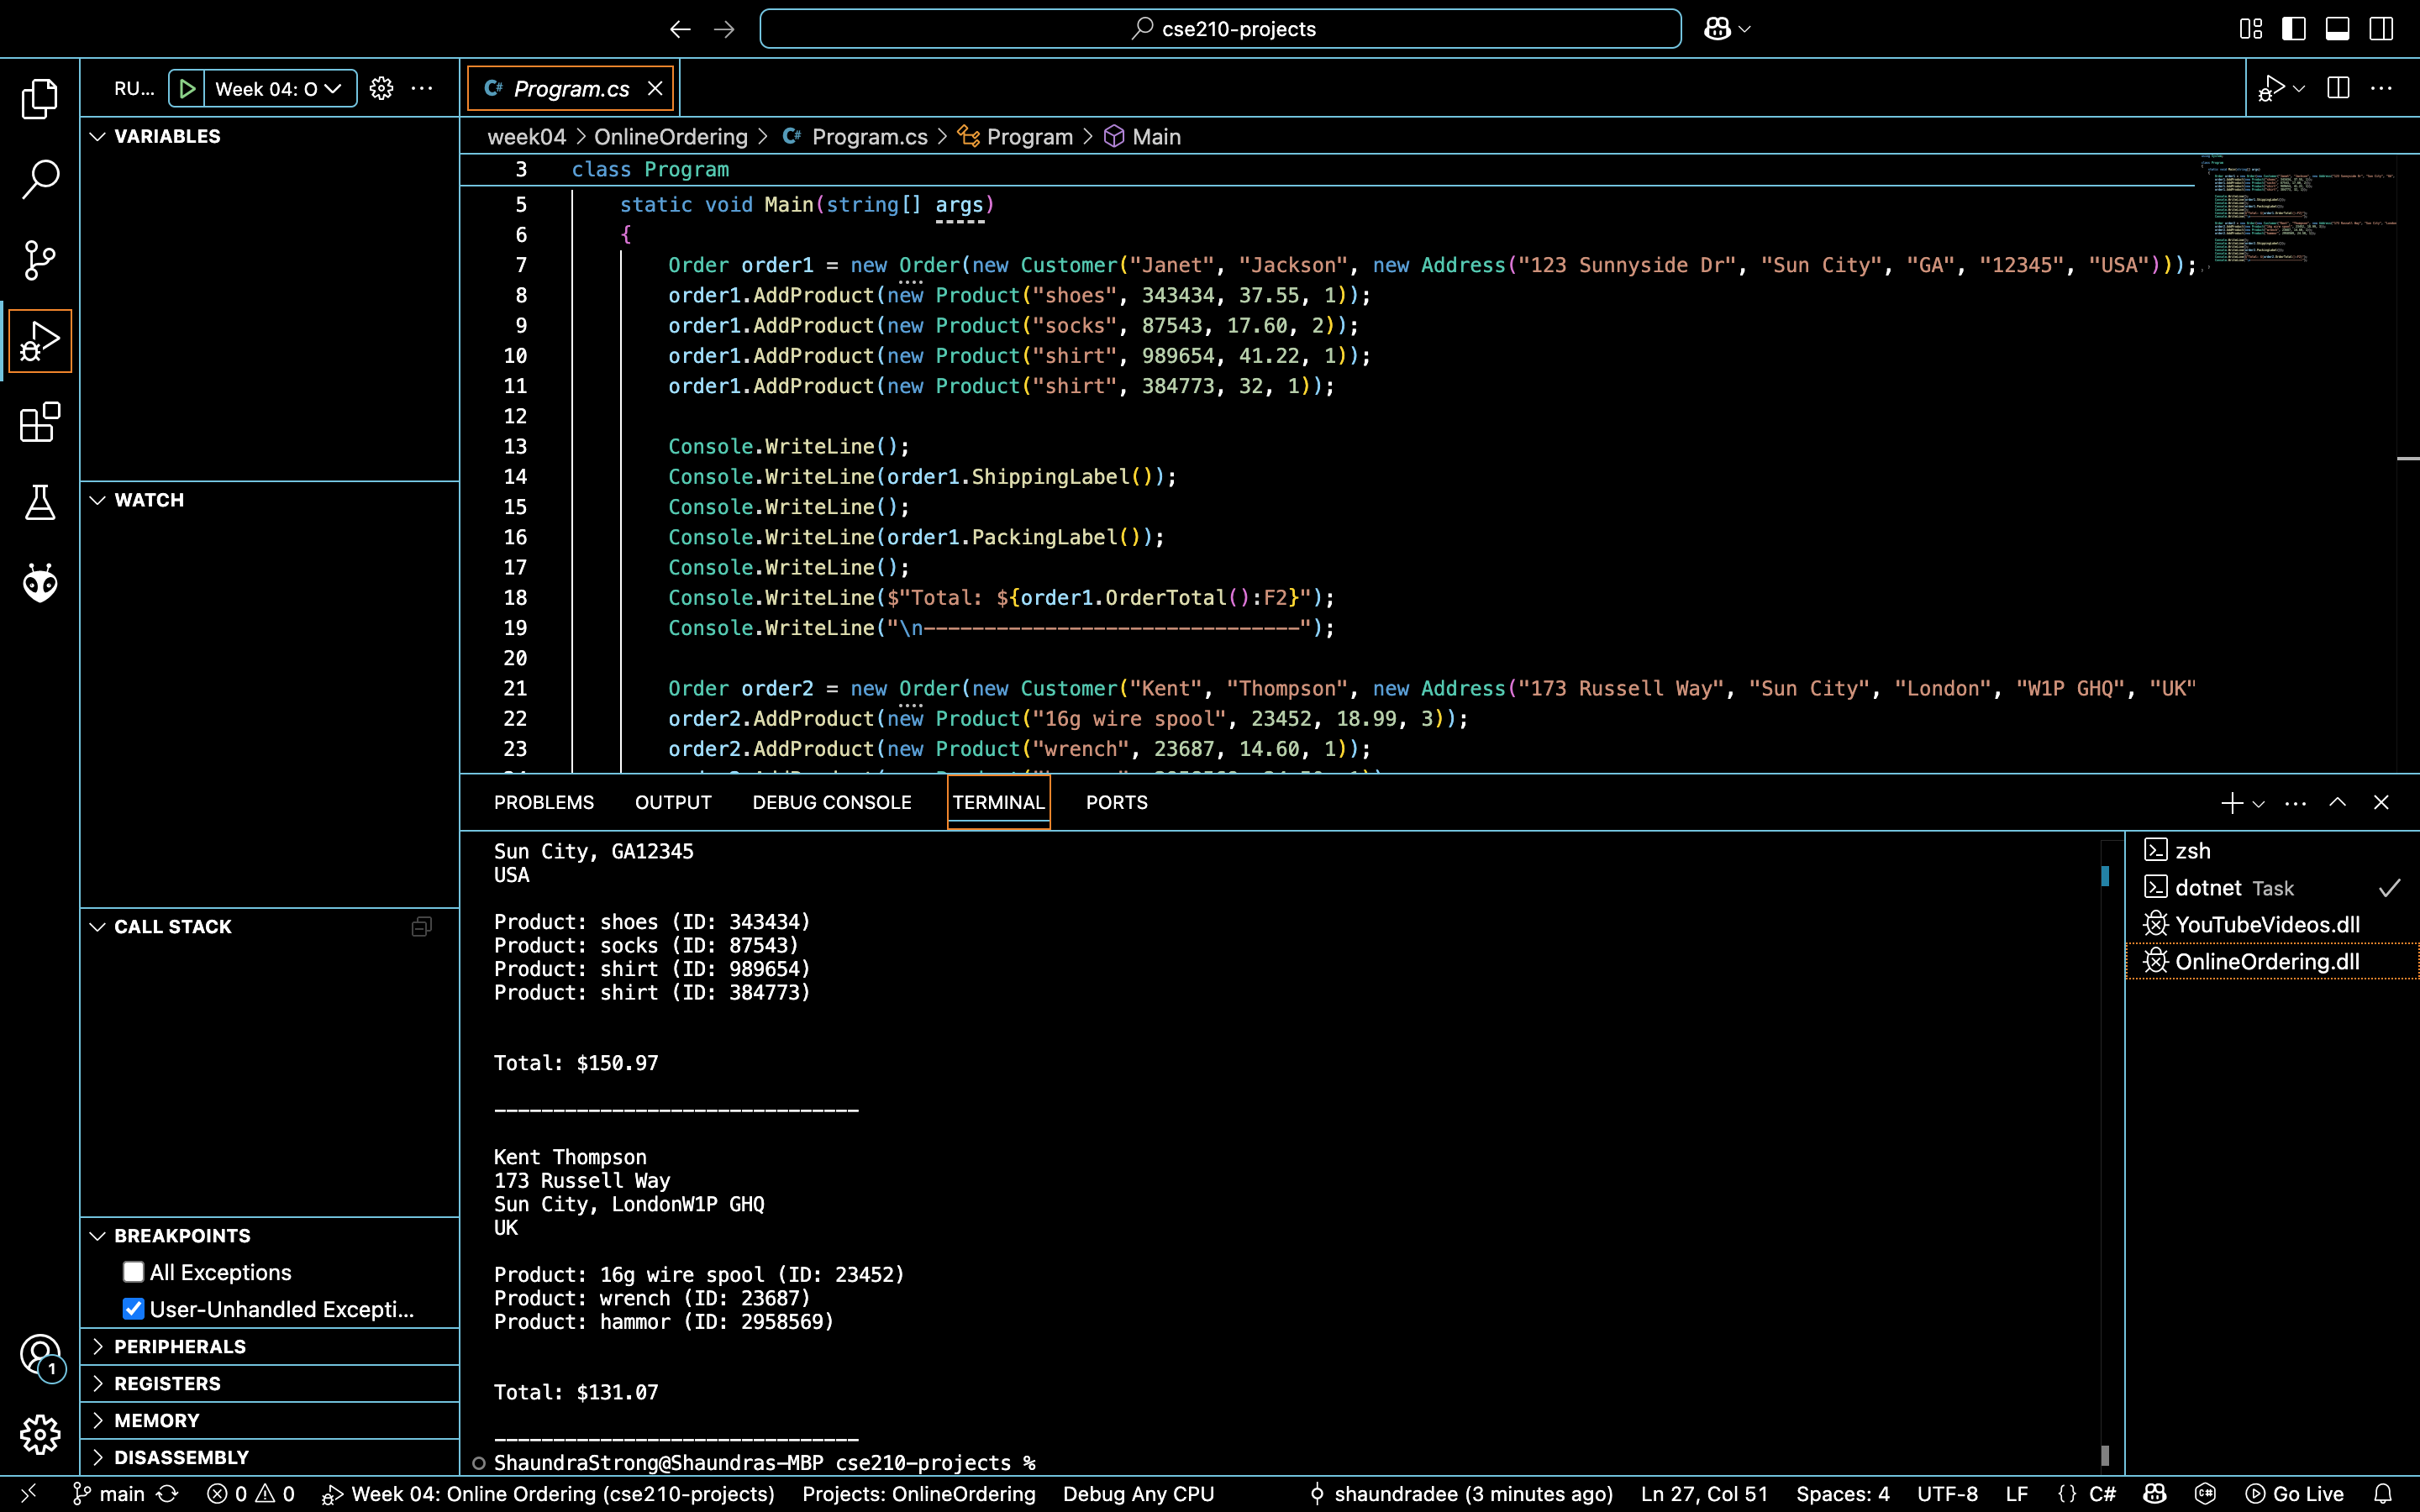 cse210-projects
RU...
Week 04: O
Program.cs
week04 > OnlineOrdering > Program.cs > Program > Main
VARIABLES
WATCH
CALL STACK
BREAKPOINTS
All Exceptions
User-Unhandled Excepti...
PERIPHERALS
REGISTERS
MEMORY
DISASSEMBLY
1
3 class Program
5 static void Main(string[] args)
6 {
7 Order order1 = new Order(new Customer("Janet", "Jackson", new Address("123 Sunnyside Dr", "Sun City", "GA", "12345", "USA")));
8 order1.AddProduct(new Product("shoes", 343434, 37.55, 1));
9 order1.AddProduct(new Product("socks", 87543, 17.60, 2));
10 order1.AddProduct(new Product("shirt", 989654, 41.22, 1));
11 order1.AddProduct(new Product("shirt", 384773, 32, 1));
12
13 Console.WriteLine();
14 Console.WriteLine(order1.ShippingLabel());
15 Console.WriteLine();
16 Console.WriteLine(order1.PackingLabel());
17 Console.WriteLine();
18 Console.WriteLine($"Total: ${order1.OrderTotal():F2}");
19 Console.WriteLine("\n-------------------------------");
20
21 Order order2 = new Order(new Customer("Kent", "Thompson", new Address("173 Russell Way", "Sun City", "London", "W1P GHQ", "UK"
22 order2.AddProduct(new Product("16g wire spool", 23452, 18.99, 3));
23 order2.AddProduct(new Product("wrench", 23687, 14.60, 1));
PROBLEMS OUTPUT DEBUG CONSOLE TERMINAL PORTS
Sun City, GA12345
USA
Product: shoes (ID: 343434)
Product: socks (ID: 87543)
Product: shirt (ID: 989654)
Product: shirt (ID: 384773)
Total: $150.97
-------------------------------
Kent Thompson
173 Russell Way
Sun City, LondonW1P GHQ
UK
Product: 16g wire spool (ID: 23452)
Product: wrench (ID: 23687)
Product: hammor (ID: 2958569)
Total: $131.07
-------------------------------
ShaundraStrong@Shaundras-MBP cse210-projects %
zsh
dotnet Task
YouTubeVideos.dll
OnlineOrdering.dll
main 0 0 Week 04: Online Ordering (cse210-projects) Projects: OnlineOrdering Debug Any CPU shaundradee (3 minutes ago) Ln 27, Col 51 Spaces: 4 UTF-8 LF {} C# Go Live